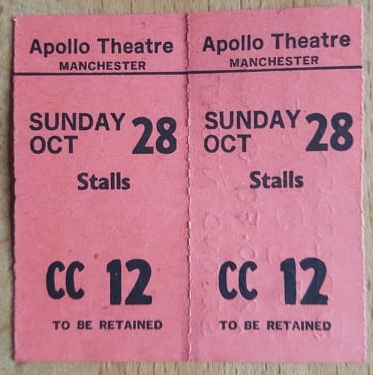 Apollo Theatre
MANCHESTER
SUNDAY
OCT 28
Stalls
CC 12
TO BE RETAINED
Apollo Theatre
MANCHESTER
SUNDAY
OCT 28
Stalls
CC 12
TO BE RETAINED